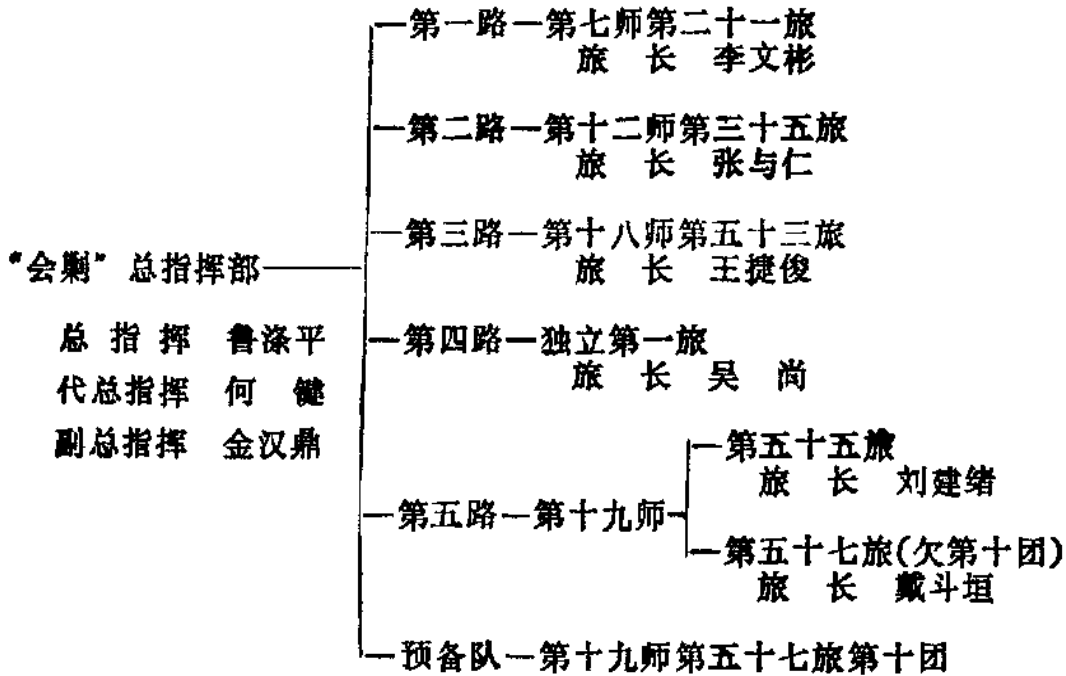 “会剿”总指挥部
总指挥 鲁涤平
代总指挥 何 键
副总指挥 金汉鼎
第一路—第七师第二十一旅
旅 长 李文彬
第二路—第十二师第三十五旅
旅 长 张与仁
第三路—第十八师第五十三旅
旅 长 王捷俊
第四路—独立第一旅
旅 长 吴 尚
第五路—第十九师
第五十五旅
旅 长 刘建绪
第五十七旅(欠第十团)
旅 长 戴斗垣
预备队—第十九师第五十七旅第十团